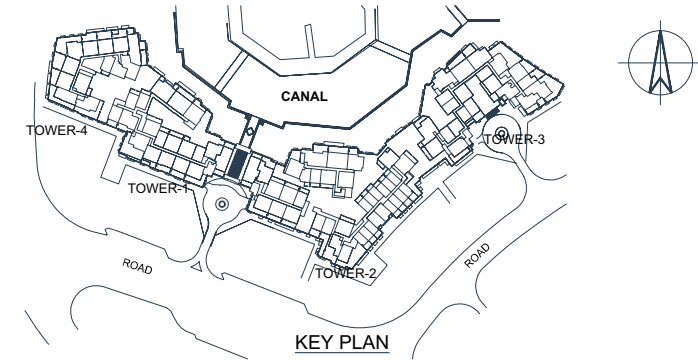 CANAL
TOWER-4
TOWER-3
TOWER-1
ROAD
ROAD
TOWER-2
KEY PLAN